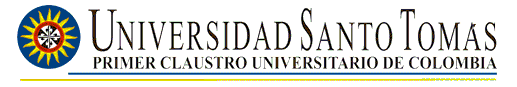 UNIVERSIDAD SANTO TOMÁS
PRIMER CLAUSTRO UNIVERSITARIO DE COLOMBIA